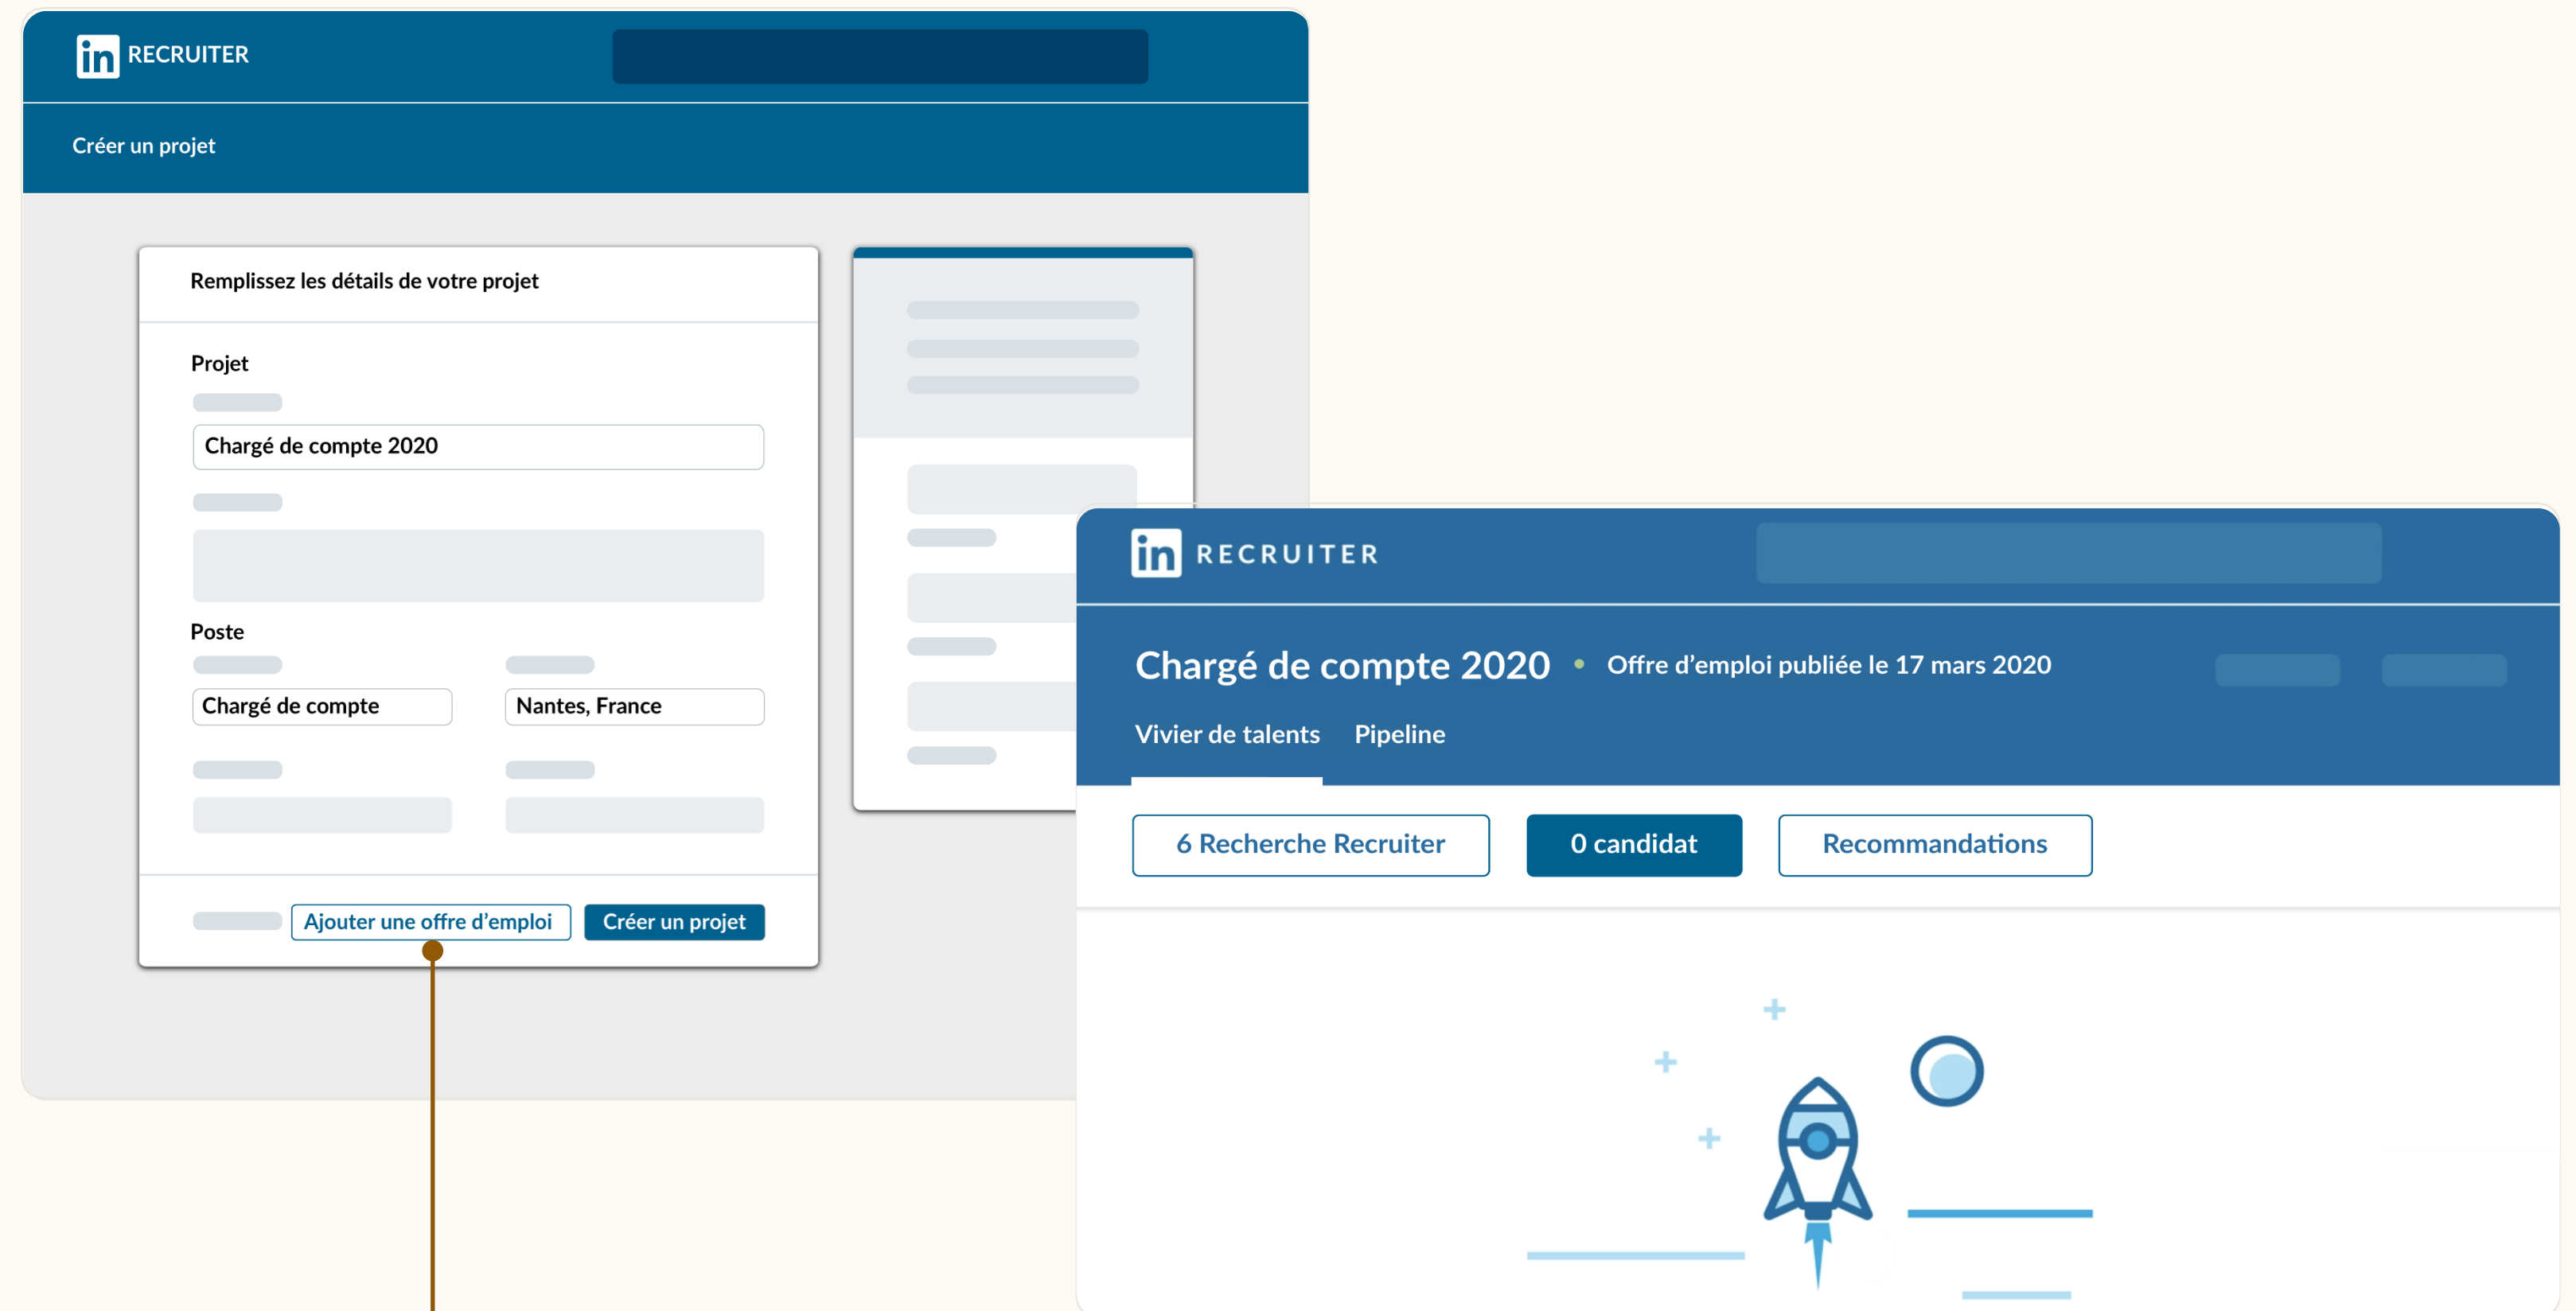 in RECRUITER
Créer un projet
Remplissez les détails de votre projet
Projet
Chargé de compte 2020
Poste
Chargé de compte
Nantes, France
Ajouter une offre d’emploi
Créer un projet
in RECRUITER
Chargé de compte 2020 • Offre d’emploi publiée le 17 mars 2020
Vivier de talents Pipeline
6 Recherche Recruiter
0 candidat
Recommandations